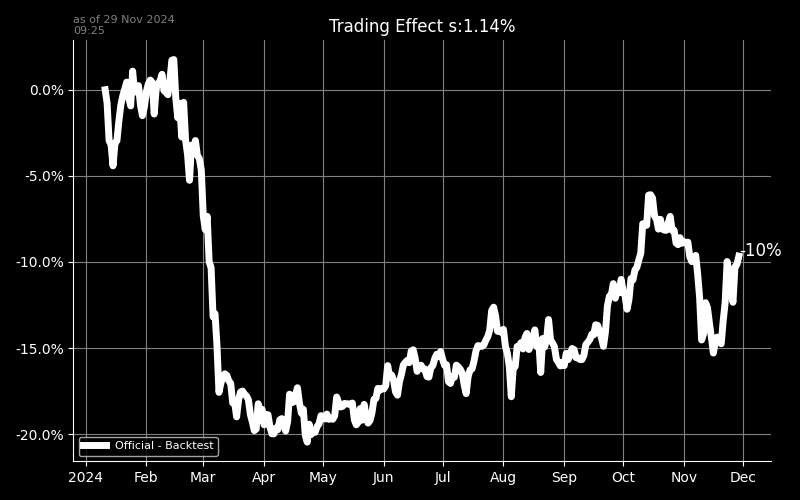 as of 29 Nov 2024
09:25
Trading Effect s:1.14%
0.0%
-5.0%
-10.0%
-15.0%
-20.0%
-10%
Official - Backtest
2024 Feb Mar Apr May Jun Jul Aug Sep Oct Nov Dec